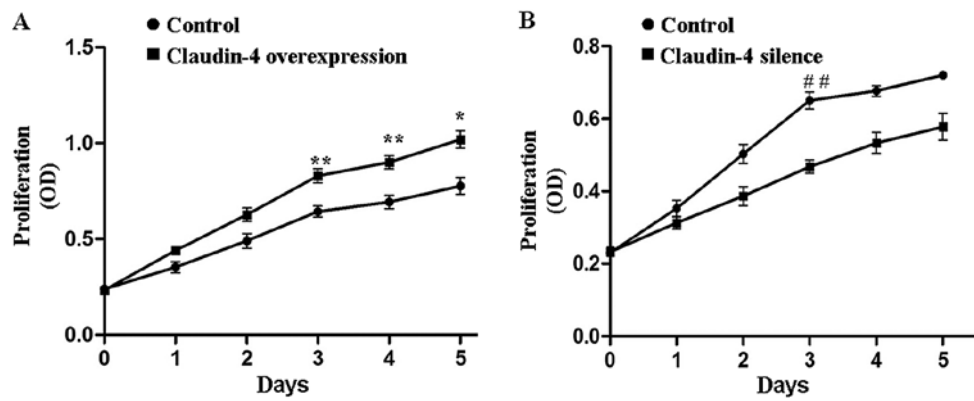 A
Control
Claudin-4 overexpression
Proliferation
(OD)
1.5
1.0
0.5
0.0
**
**
*
0 1 2 3 4 5
Days
B
Control
Claudin-4 silence
Proliferation
(OD)
0.8
0.6
0.4
0.2
0.0
##
0 1 2 3 4 5
Days